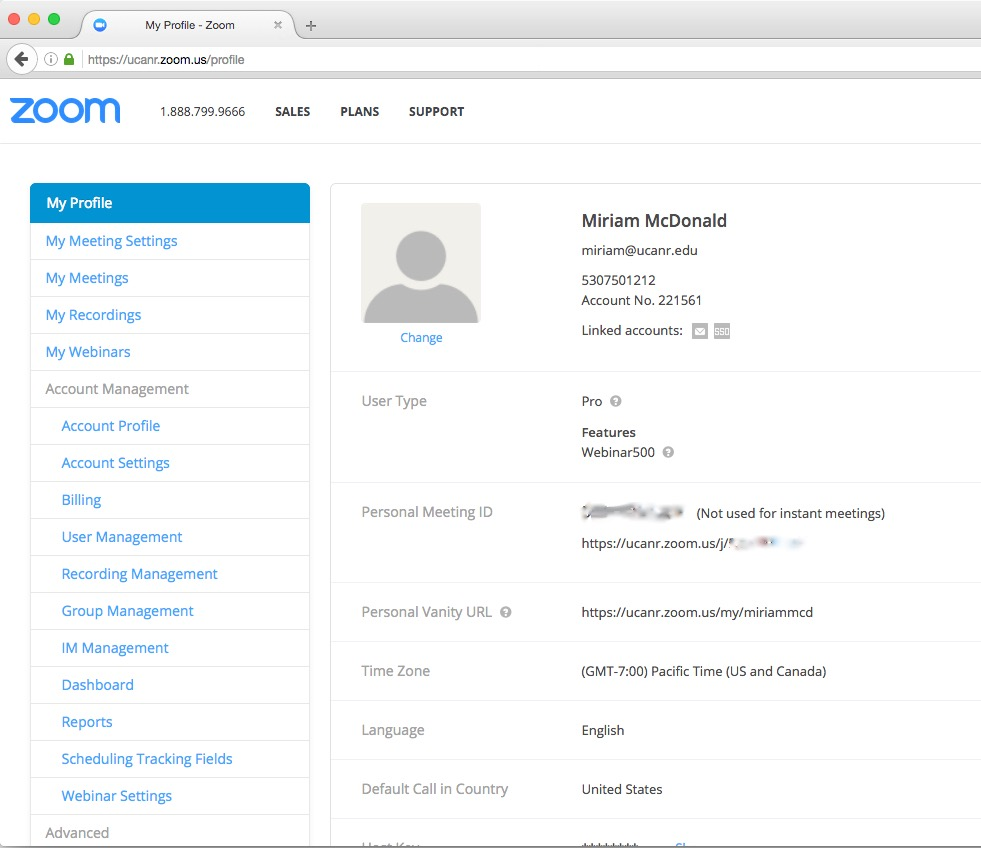 My Profile - Zoom
https://ucanr.zoom.us/profile
zoom
1.888.799.9666 SALES PLANS SUPPORT
My Profile
My Meeting Settings
My Meetings
My Recordings
My Webinars
Account Management
Account Profile
Account Settings
Billing
User Management
Recording Management
Group Management
IM Management
Dashboard
Reports
Scheduling Tracking Fields
Webinar Settings
Advanced
Change
Miriam McDonald
miriam@ucanr.edu
5307501212
Account No. 221561
Linked accounts: SSO
User Type Pro
Features
Webinar500
Personal Meeting ID (Not used for instant meetings)
https://ucanr.zoom.us/j/
Personal Vanity URL https://ucanr.zoom.us/my/miriammcd
Time Zone (GMT-7:00) Pacific Time (US and Canada)
Language English
Default Call in Country United States
Host Key ********